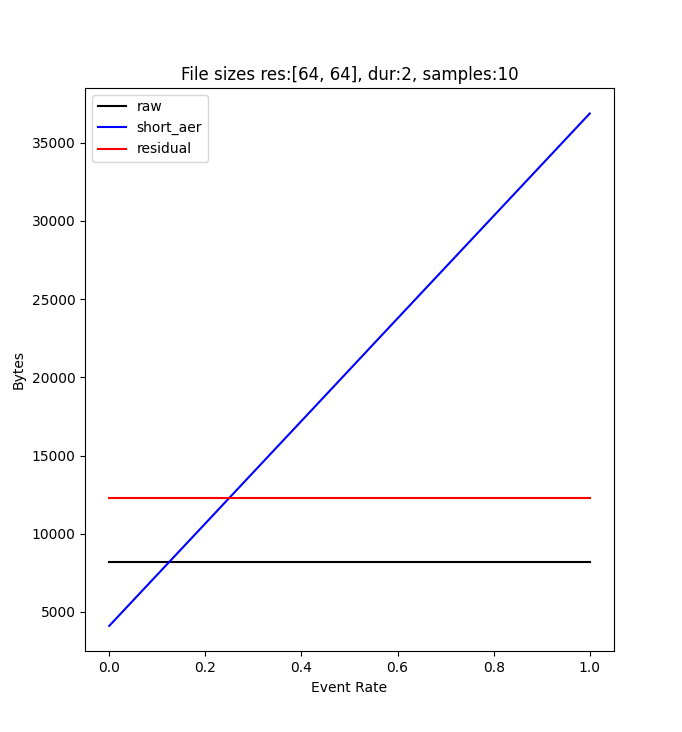 File sizes res:[64, 64], dur:2, samples:10
raw
short_aer
residual
35000
30000
25000
20000
15000
10000
5000
Bytes
0.0 0.2 0.4 0.6 0.8 1.0
Event Rate